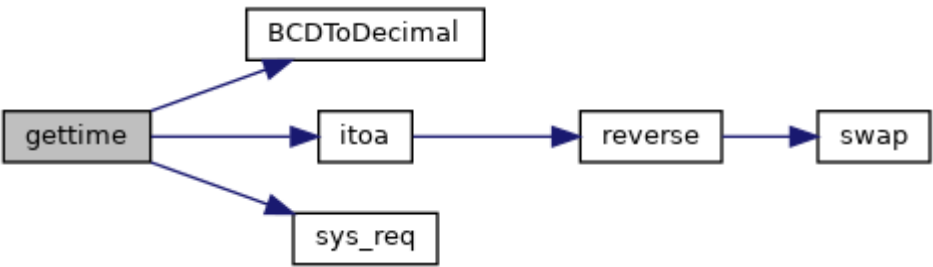 BCDToDecimal
gettime
itoa
reverse
swap
sys_req